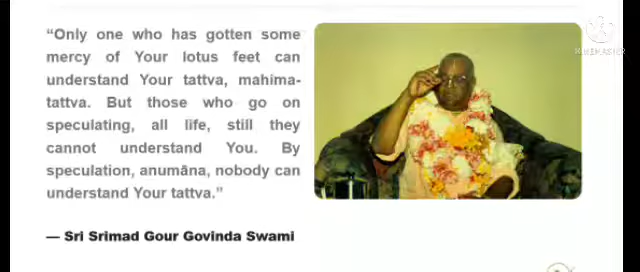 “Only one who has gotten some
mercy of Your lotus feet can
understand Your tattva, mahima-
tattva. But those who go on
speculating, all life, still they
cannot understand You. By
speculation, anumāna, nobody can
understand Your tattva.”
— Sri Srimad Gour Govinda Swami
KINEMASTER